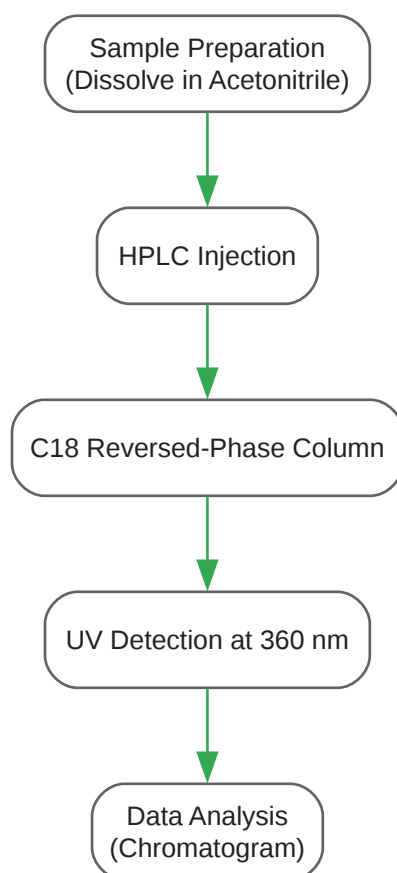 Sample Preparation
(Dissolve in Acetonitrile)
HPLC Injection
C18 Reversed-Phase Column
UV Detection at 360 nm
Data Analysis
(Chromatogram)